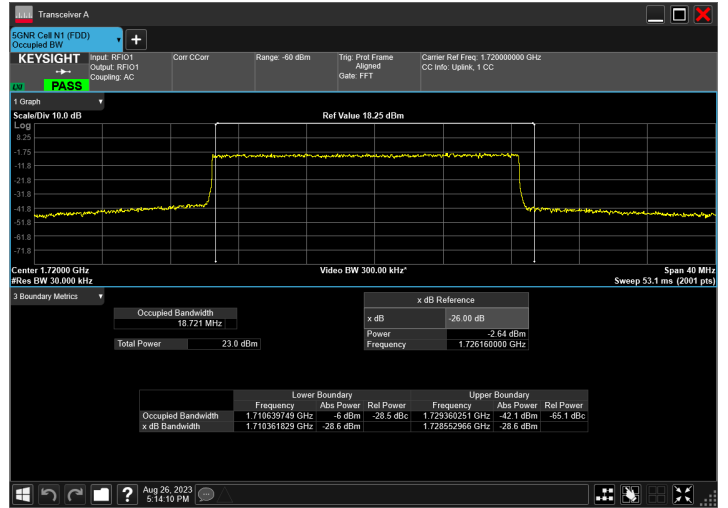 Transceiver A
5GNR Cell N1 (FDD)
Occupied BW
KEYSIGHT
LXI
PASS
Input: RFIO1
Output: RFIO1
Coupling: AC
Corr CCorr
Range: -60 dBm
Trig: Prot Frame
Aligned
Gate: FFT
Carrier Ref Freq: 1.720000000 GHz
CC Info: Uplink, 1 CC
1 Graph
Scale/Div 10.0 dB
Ref Value 18.25 dBm
Log
8.25
-1.75
-11.8
-21.8
-31.8
-41.8
-51.8
-61.8
-71.8
Center 1.72000 GHz
Video BW 300.00 kHz*
Span 40 MHz
#Res BW 30.000 kHz
Sweep 53.1 ms (2001 pts)
3 Boundary Metrics
Occupied Bandwidth
18.721 MHz
Total Power 23.0 dBm
x dB Reference
x dB -26.00 dB
Power -2.64 dBm
Frequency 1.726160000 GHz
Lower Boundary Upper Boundary
Frequency Abs Power Rel Power Frequency Abs Power Rel Power
Occupied Bandwidth 1.710639749 GHz -6 dBm -28.5 dBc 1.729360251 GHz -42.1 dBm -65.1 dBc
x dB Bandwidth 1.710361829 GHz -28.6 dBm 1.728552966 GHz -28.6 dBm
?
Aug 26, 2023
5:14:10 PM